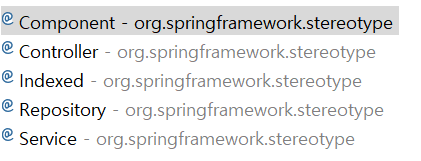 @ Component - org.springframework.stereotype
@ Controller - org.springframework.stereotype
@ Indexed - org.springframework.stereotype
@ Repository - org.springframework.stereotype
@ Service - org.springframework.stereotype